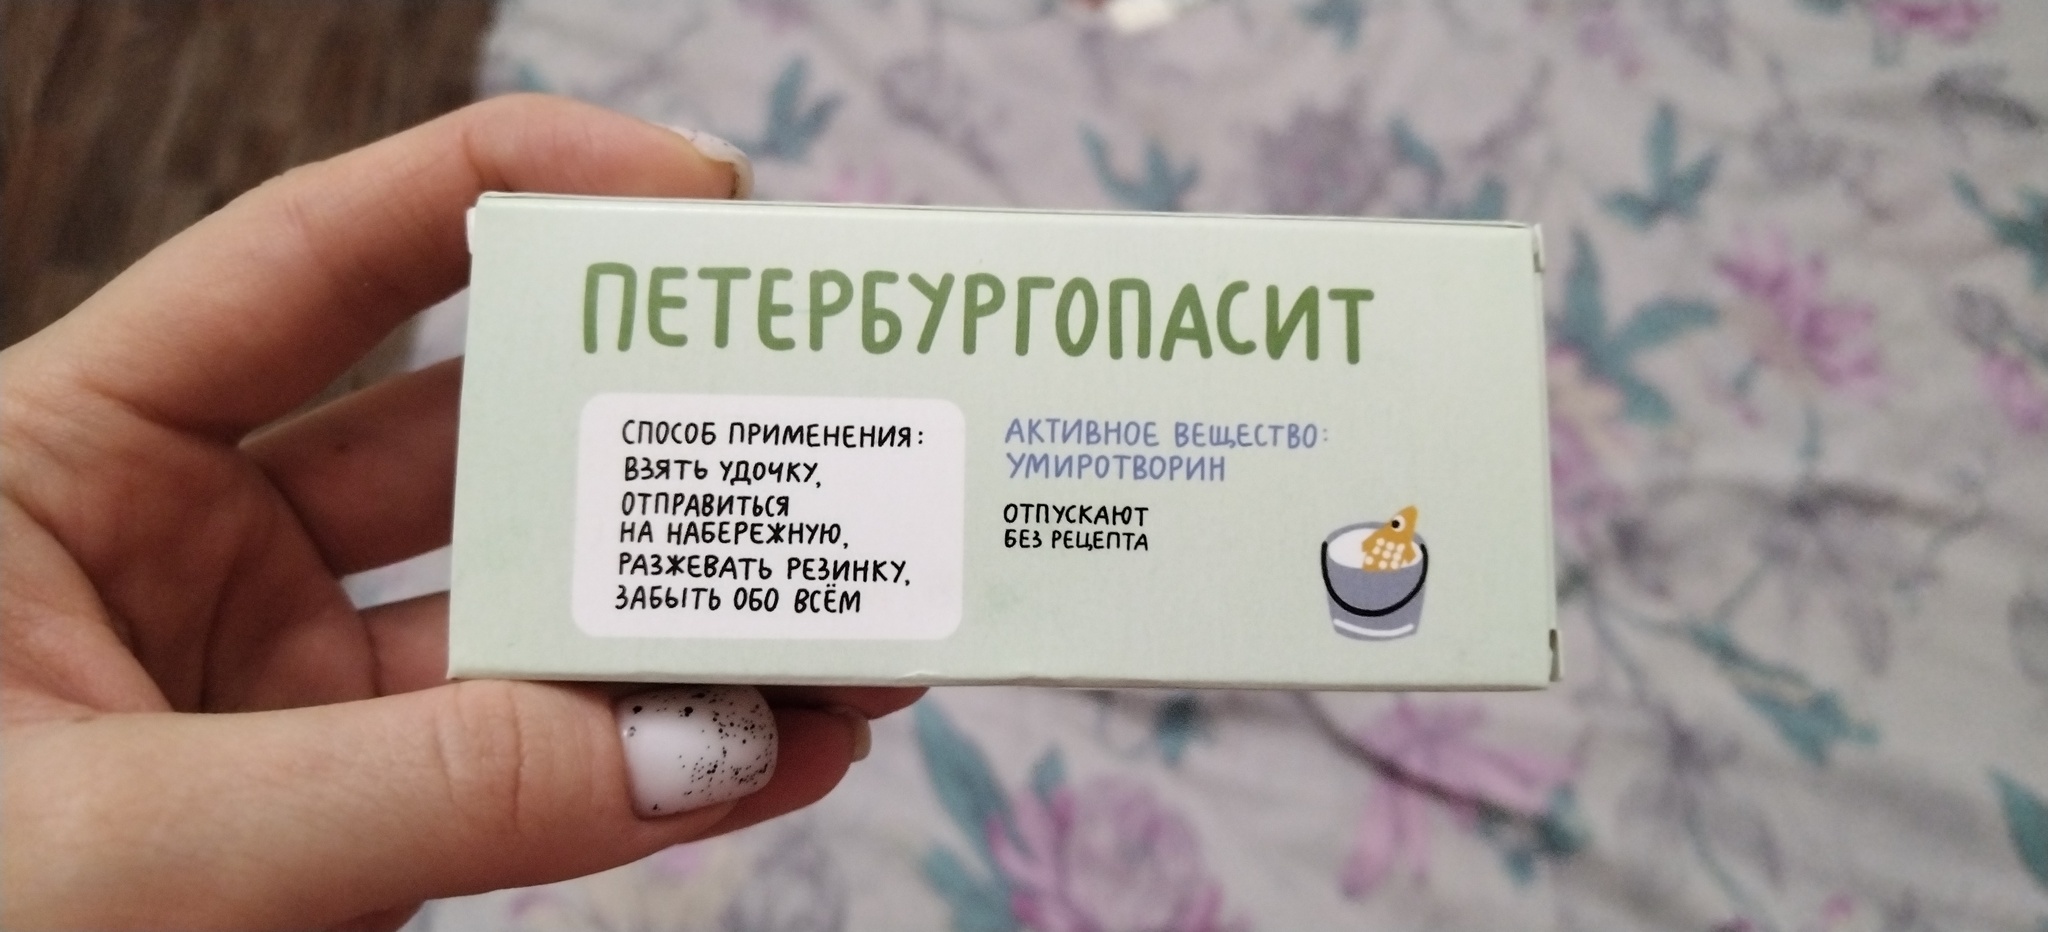 ПЕТЕРБУРГОПАСИТ
СПОСОБ ПРИМЕНЕНИЯ:
ВЗЯТЬ УДОЧКУ,
ОТПРАВИТЬСЯ
НА НАБЕРЕЖНУЮ,
РАЗЖЕВАТЬ РЕЗИНКУ,
ЗАБЫТЬ ОБО ВСЁМ
АКТИВНОЕ ВЕЩЕСТВО:
УМИРОТВОРИН
ОТПУСКАЮТ
БЕЗ РЕЦЕПТА